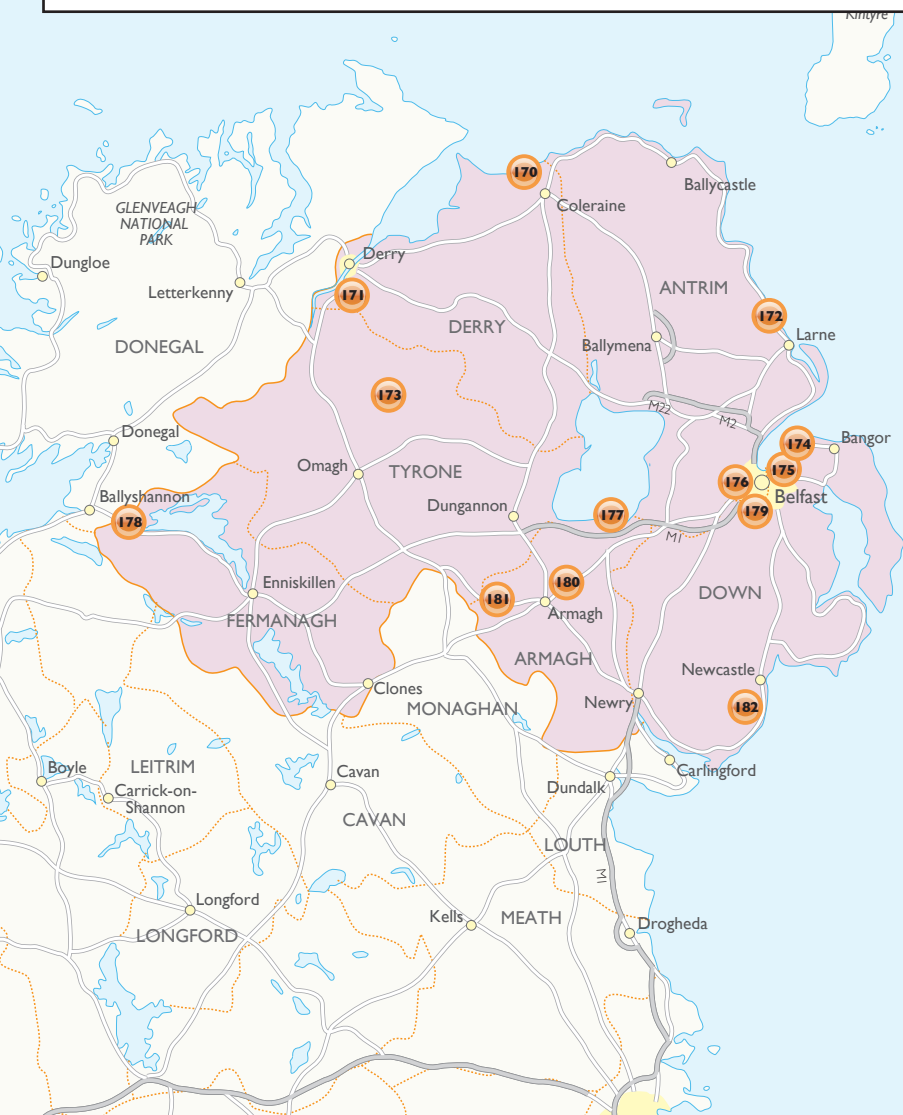 Kintyre
170
Ballycastle
Coleraine
GLENVEAGH
NATIONAL
PARK
Derry
Dungloe
Letterkenny
171
ANTRIM
172
DERRY
Larne
Ballymena
DONEGAL
173
M22
M2
Donegal
174
Bangor
Omagh
TYRONE
175
176
Belfast
Ballyshannon
Dungannon
177
179
178
M1
Enniskillen
180
DOWN
181
Armagh
FERMANAGH
ARMAGH
Newcastle
Clones
Newry
182
MONAGHAN
Boyle
LEITRIM
Cavan
Carlingford
Carrick-on-
Shannon
Dundalk
CAVAN
LOUTH
M1
Longford
Kells
MEATH
Drogheda
LONGFORD